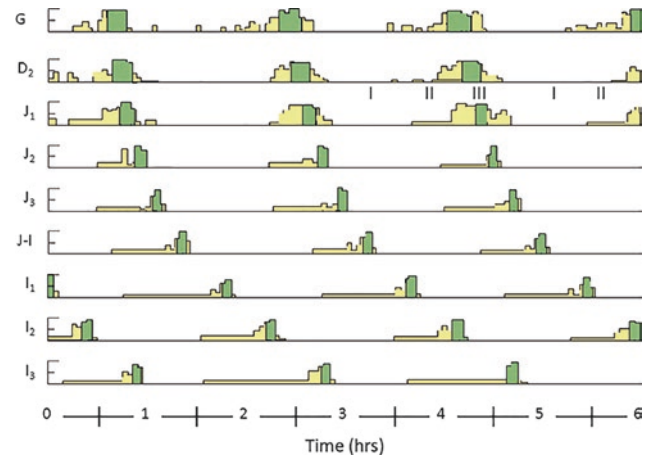 G
D₂
I II III I II
J₁
J₂
J₃
J-I
I₁
I₂
I₃
0 1 2 3 4 5 6
Time (hrs)